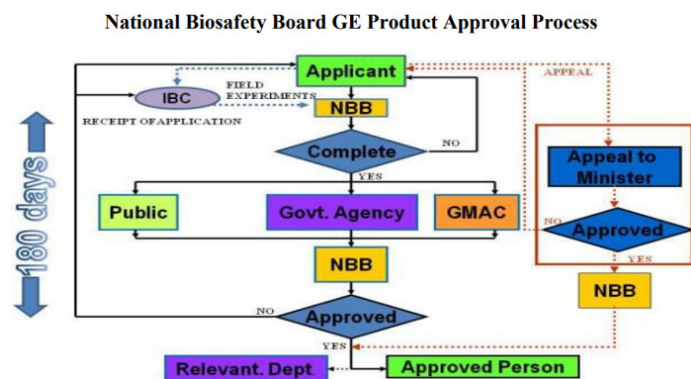 National Biosafety Board GE Product Approval Process
Applicant
APPEAL
IBC
FIELD
EXPERIMENTS
NBB
RECEIPT OFAPPLICATION
Complete
NO
YES
Appeal to
Minister
Public
Govt. Agency
GMAC
NO
Approved
YES
180 days
NBB
NBB
NO
Approved
YES
Relevant. Dept.
Approved Person